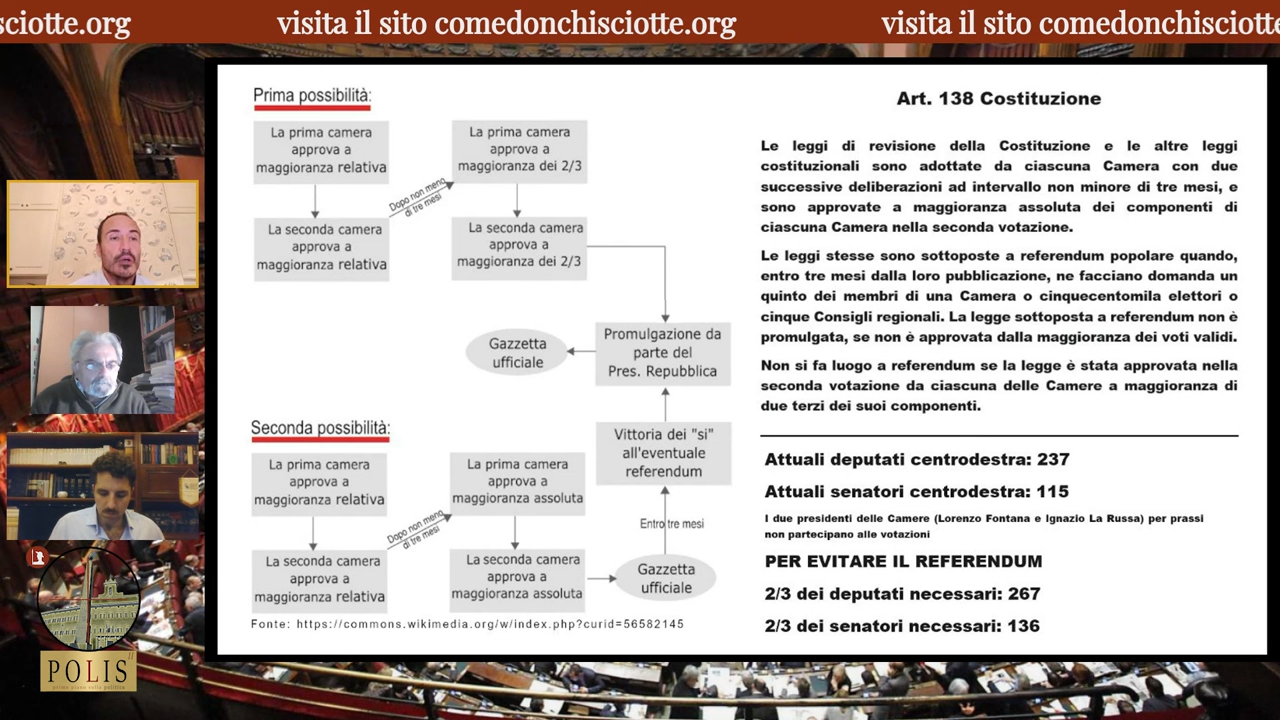 sciotte.org
visita il sito comedonchisciotte.org
visita il sito comedonchisciotte
Prima possibilità:
La prima camera
approva a
maggioranza relativa
Dopo non meno
di tre mesi
La prima camera
approva a
maggioranza dei 2/3
La seconda camera
approva a
maggioranza relativa
La seconda camera
approva a
maggioranza dei 2/3
Gazzetta
ufficiale
Promulgazione da
parte del
Pres. Repubblica
Seconda possibilità:
Vittoria dei "si"
all'eventuale
referendum
La prima camera
approva a
maggioranza relativa
Dopo non meno
di tre mesi
La prima camera
approva a
maggioranza assoluta
Entro tre mesi
La seconda camera
approva a
maggioranza relativa
La seconda camera
approva a
maggioranza assoluta
Gazzetta
ufficiale
Fonte: https://commons.wikimedia.org/w/index.php?curid=56582145
Art. 138 Costituzione
Le leggi di revisione della Costituzione e le altre leggi
costituzionali sono adottate da ciascuna Camera con due
successive deliberazioni ad intervallo non minore di tre mesi, e
sono approvate a maggioranza assoluta dei componenti di
ciascuna Camera nella seconda votazione.
Le leggi stesse sono sottoposte a referendum popolare quando,
entro tre mesi dalla loro pubblicazione, ne facciano domanda un
quinto dei membri di una Camera o cinquecentomila elettori o
cinque Consigli regionali. La legge sottoposta a referendum non è
promulgata, se non è approvata dalla maggioranza dei voti validi.
Non si fa luogo a referendum se la legge è stata approvata nella
seconda votazione da ciascuna delle Camere a maggioranza di
due terzi dei suoi componenti.
Attuali deputati centrodestra: 237
Attuali senatori centrodestra: 115
I due presidenti delle Camere (Lorenzo Fontana e Ignazio La Russa) per prassi
non partecipano alle votazioni
PER EVITARE IL REFERENDUM
2/3 dei deputati necessari: 267
2/3 dei senatori necessari: 136
POLIS
primo piano sulla politica